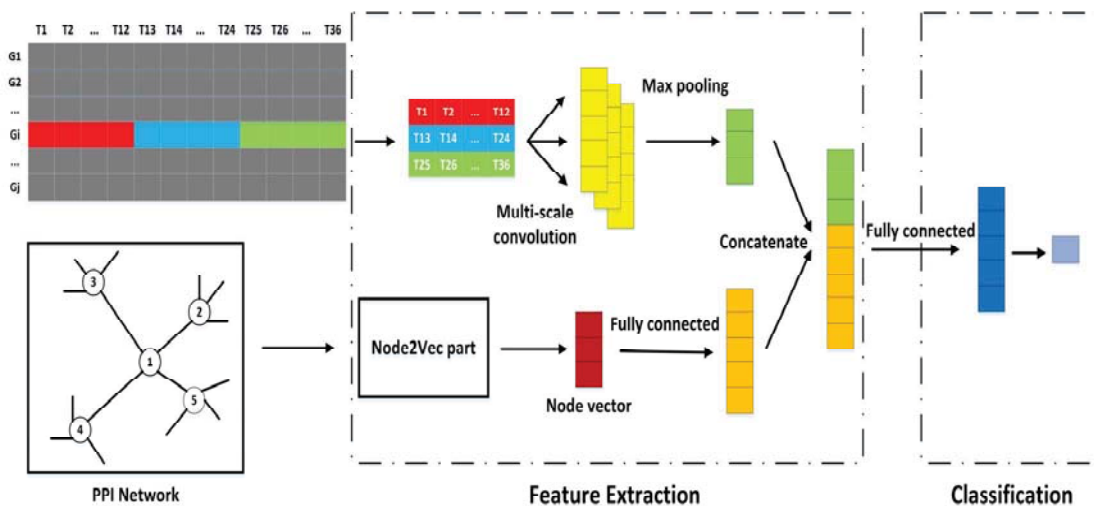 T1 T2 ... T12 T13 T14 ... T24 T25 T26 ... T36
G1
G2
...
Gi
...
Gj
T1 T2 ... T12
T13 T14 ... T24
T25 T26 ... T36
Multi-scale
convolution
Max pooling
Concatenate
Fully connected
3
2
1
5
4
PPI Network
Node2Vec part
Fully connected
Node vector
Feature Extraction
Classification